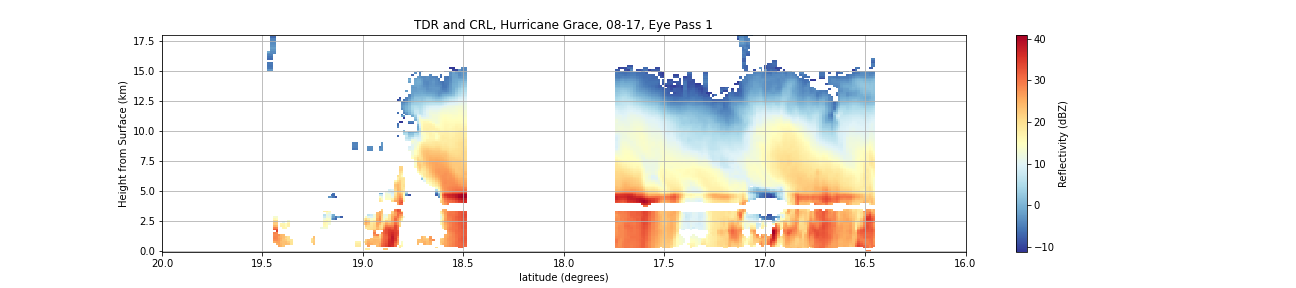 TDR and CRL, Hurricane Grace, 08-17, Eye Pass 1
Height from Surface (km)
17.5
15.0
12.5
10.0
7.5
5.0
2.5
0.0
20.0 19.5 19.0 18.5 18.0 17.5 17.0 16.5 16.0
latitude (degrees)
40
30
20
10
0
−10
Reflectivity (dBZ)